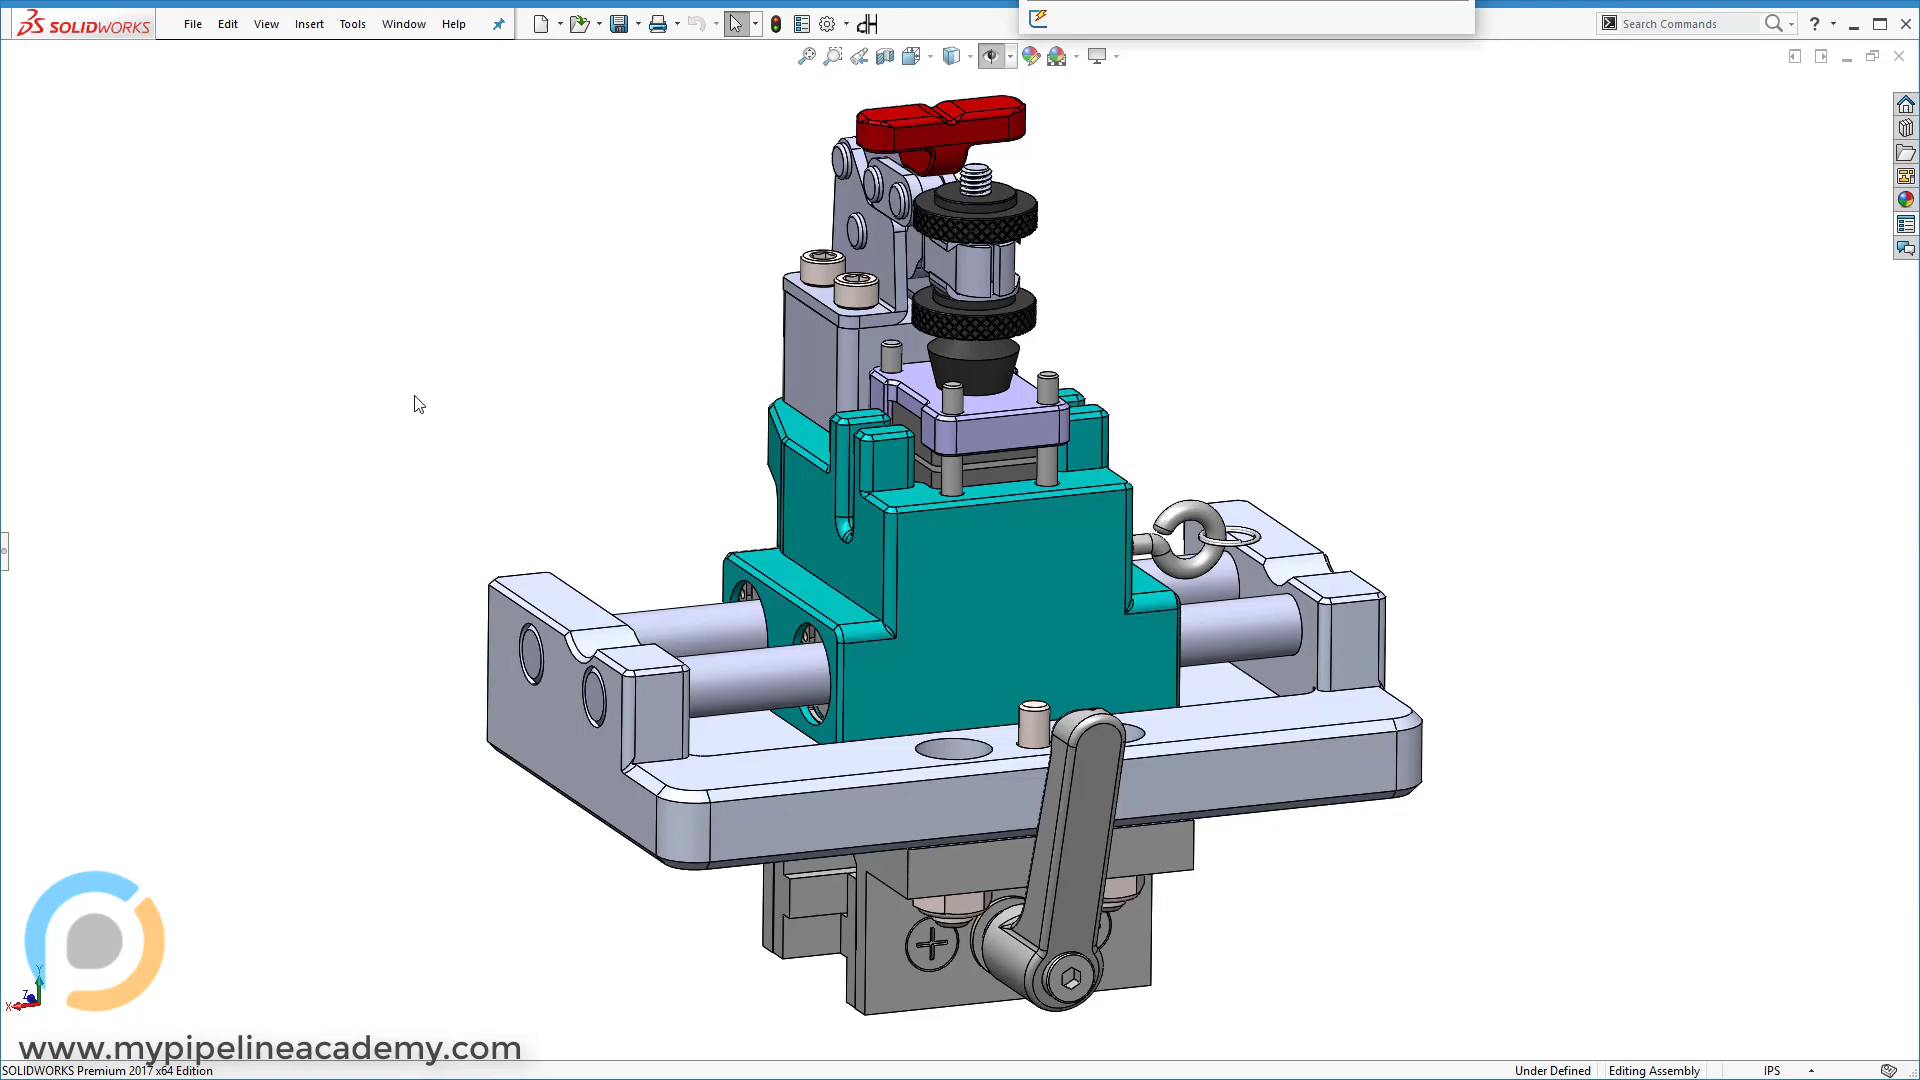 SOLIDWORKS
File Edit View Insert Tools Window Help
Search Commands
?
X
Y
Z
www.mypipelineacademy.com
SOLIDWORKS Premium 2017 x64 Edition
Under Defined
Editing Assembly
IPS